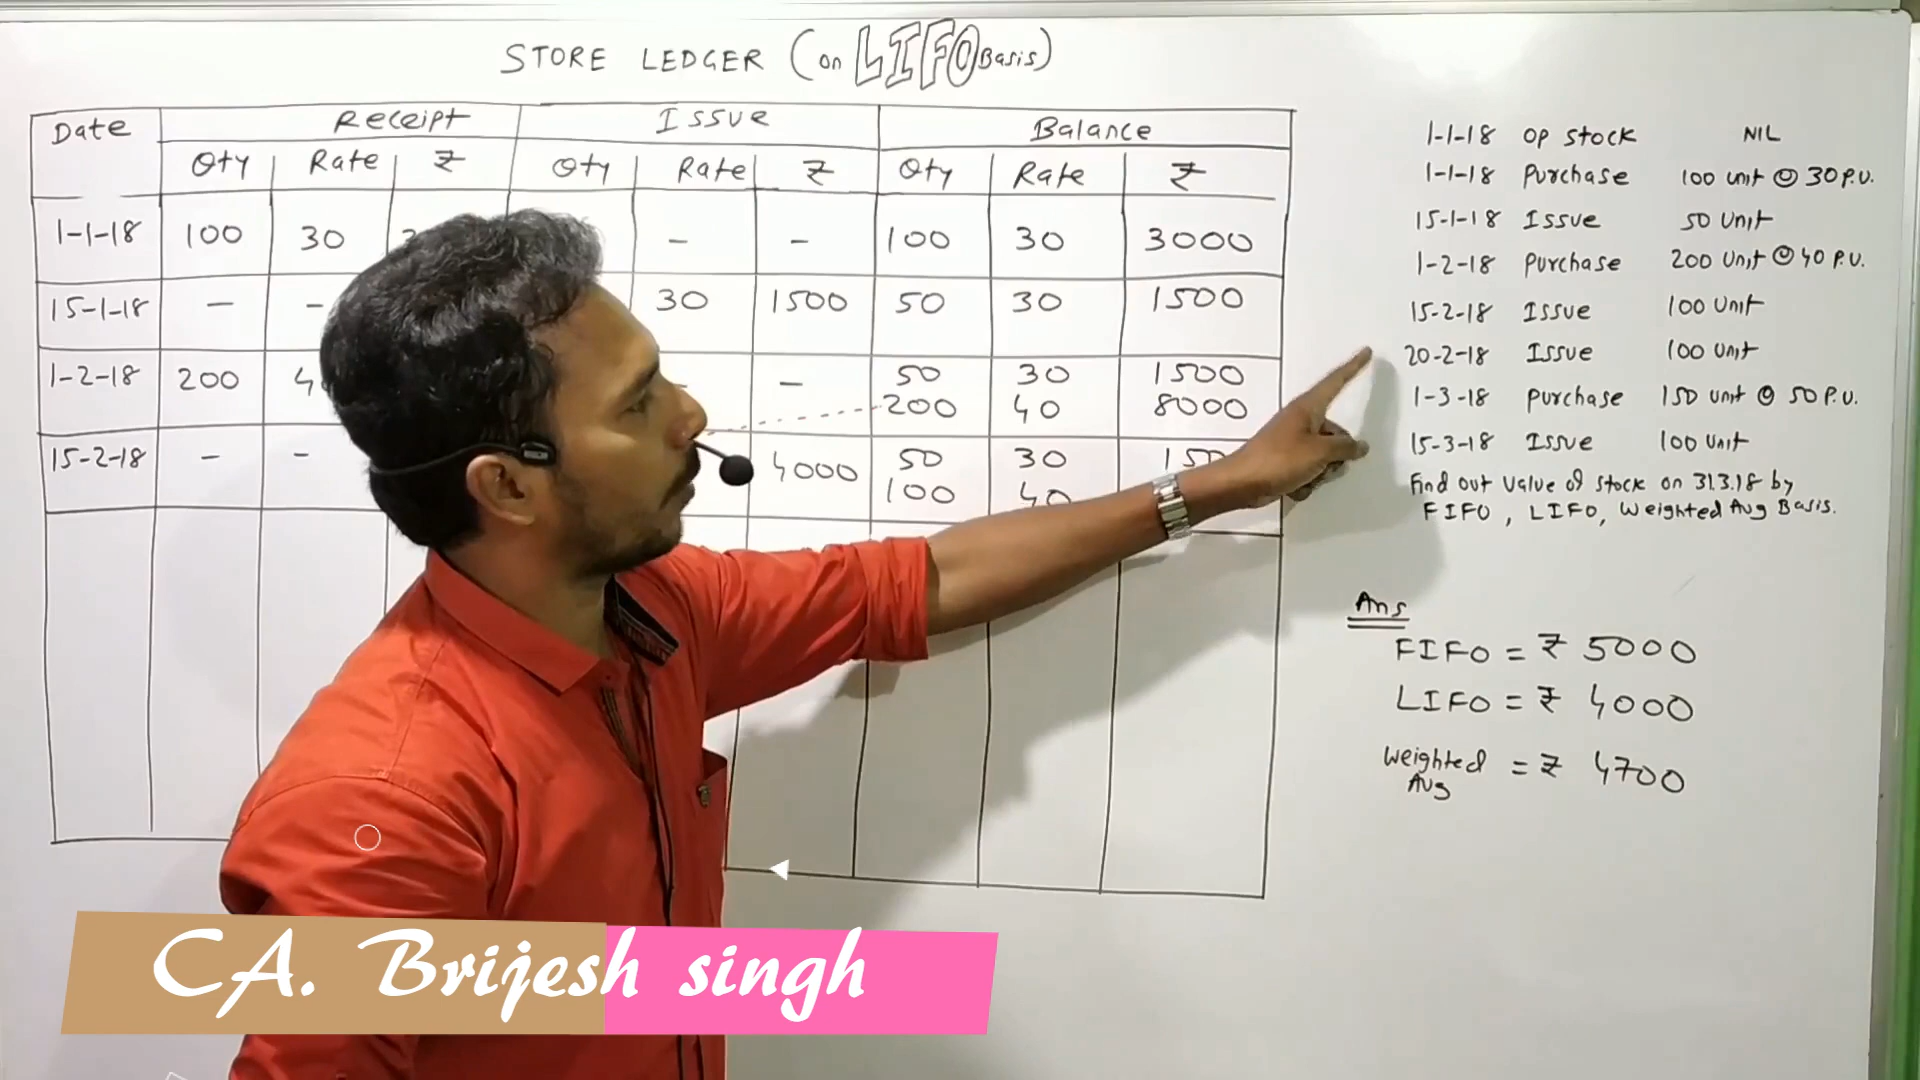 STORE LEDGER (on LIFO Basis)
Date Receipt Issue Balance
Qty Rate ₹ Qty Rate ₹ Qty Rate ₹
1-1-18 100 30 - - 100 30 3000
15-1-18 - - 30 1500 50 30 1500
1-2-18 200 - - 50 30 1500
200 40 8000
15-2-18 - - 4000 50 30
100 40
1-1-18 OP Stock NIL
1-1-18 Purchase 100 Unit @ 30 P.U.
15-1-18 Issue 50 Unit
1-2-18 Purchase 200 Unit @ 40 P.U.
15-2-18 Issue 100 Unit
20-2-18 Issue 100 Unit
1-3-18 Purchase 150 Unit @ 50 P.U.
15-3-18 Issue 100 Unit
Find out Value of Stock on 31.3.18 by
FIFO, LIFO, Weighted Avg Basis.
Ans
FIFO = ₹ 5000
LIFO = ₹ 4000
Weighted Avg = ₹ 4700
CA. Brijesh singh